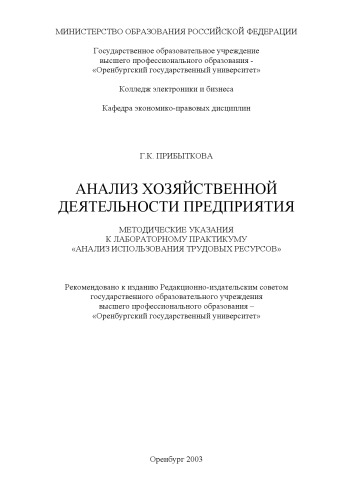 МИНИСТЕРСТВО ОБРАЗОВАНИЯ РОССИЙСКОЙ ФЕДЕРАЦИИ
Государственное образовательное учреждение
высшего профессионального образования -
«Оренбургский государственный университет»
Колледж электроники и бизнеса
Кафедра экономико-правовых дисциплин
Г.К. ПРИБЫТКОВА
АНАЛИЗ ХОЗЯЙСТВЕННОЙ
ДЕЯТЕЛЬНОСТИ ПРЕДПРИЯТИЯ
МЕТОДИЧЕСКИЕ УКАЗАНИЯ
К ЛАБОРАТОРНОМУ ПРАКТИКУМУ
«АНАЛИЗ ИСПОЛЬЗОВАНИЯ ТРУДОВЫХ РЕСУРСОВ»
Рекомендовано к изданию Редакционно-издательским советом
государственного образовательного учреждения
высшего профессионального образования –
«Оренбургский государственный университет»
Оренбург 2003